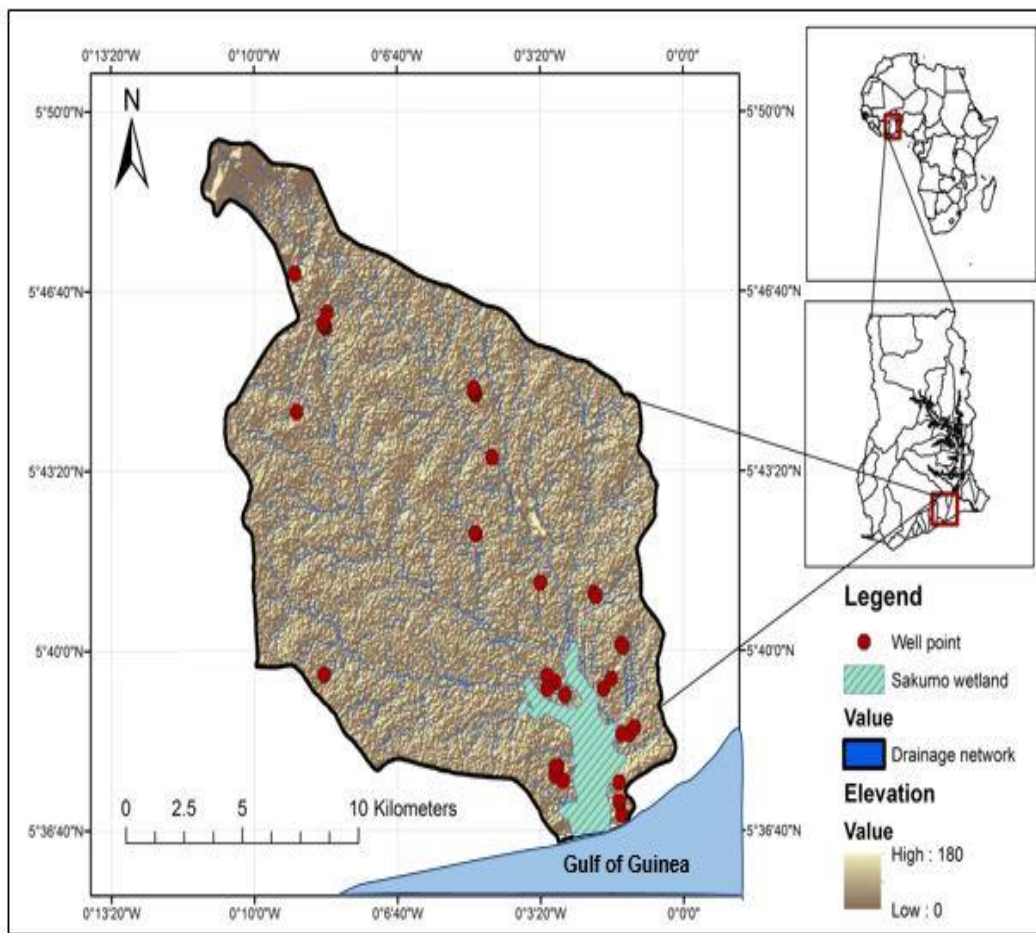 0°13'20"W 0°10'0"W 0°6'40"W 0°3'20"W 0°0'0"
N
5°50'0"N 5°50'0"N
5°46'40"N 5°46'40"N
5°43'20"N 5°43'20"N
5°40'0"N 5°40'0"N
5°36'40"N 5°36'40"N
0 2.5 5 10 Kilometers
Gulf of Guinea
0°13'20"W 0°10'0"W 0°6'40"W 0°3'20"W 0°0'0"
Legend
Well point
Sakumo wetland
Value
Drainage network
Elevation
Value
High : 180
Low : 0